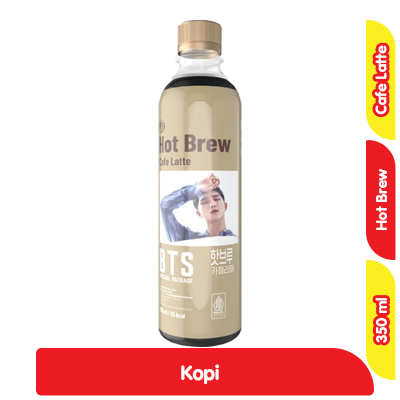 Hot Brew
Cafe Latte
BTS
SPECIAL PACKAGE
핫브루
카페라떼
Kopi
Cafe Latte
Hot Brew
350 ml